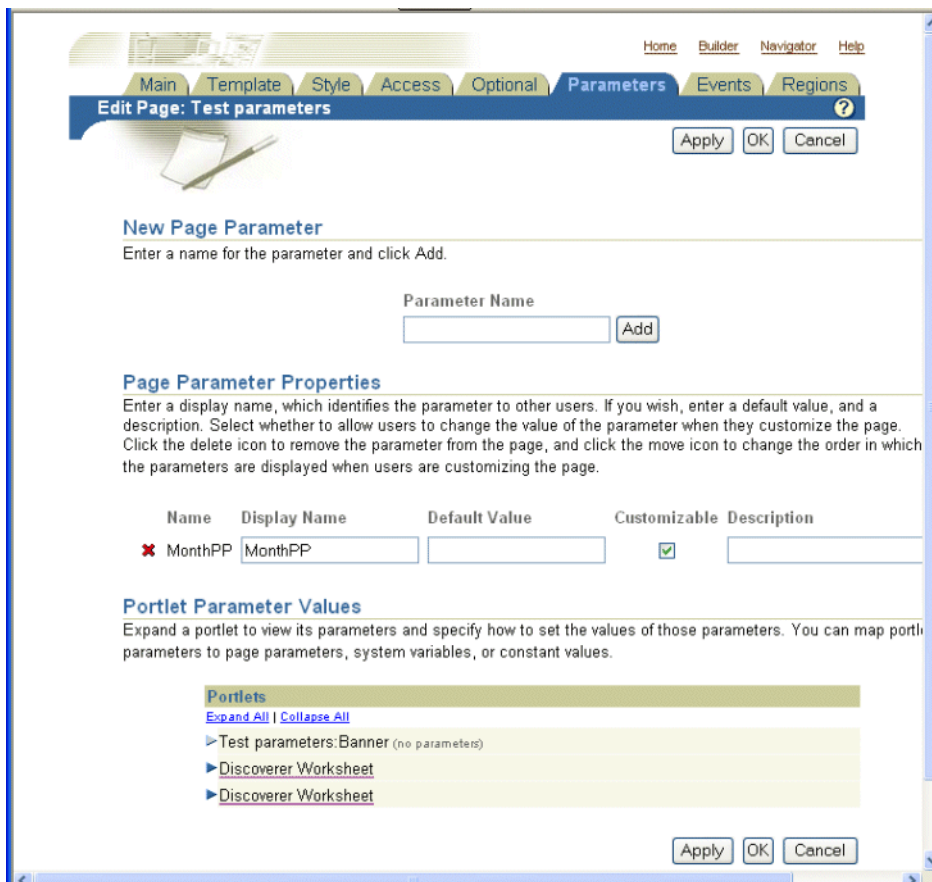 Home Builder Navigator Help
Main Template Style Access Optional Parameters Events Regions
Edit Page: Test parameters ?
Apply OK Cancel
New Page Parameter
Enter a name for the parameter and click Add.
Parameter Name
Add
Page Parameter Properties
Enter a display name, which identifies the parameter to other users. If you wish, enter a default value, and a
description. Select whether to allow users to change the value of the parameter when they customize the page.
Click the delete icon to remove the parameter from the page, and click the move icon to change the order in which
the parameters are displayed when users are customizing the page.
Name Display Name Default Value Customizable Description
MonthPP MonthPP
Portlet Parameter Values
Expand a portlet to view its parameters and specify how to set the values of those parameters. You can map portl
parameters to page parameters, system variables, or constant values.
Portlets
Expand All | Collapse All
Test parameters:Banner (no parameters)
Discoverer Worksheet
Discoverer Worksheet
Apply OK Cancel